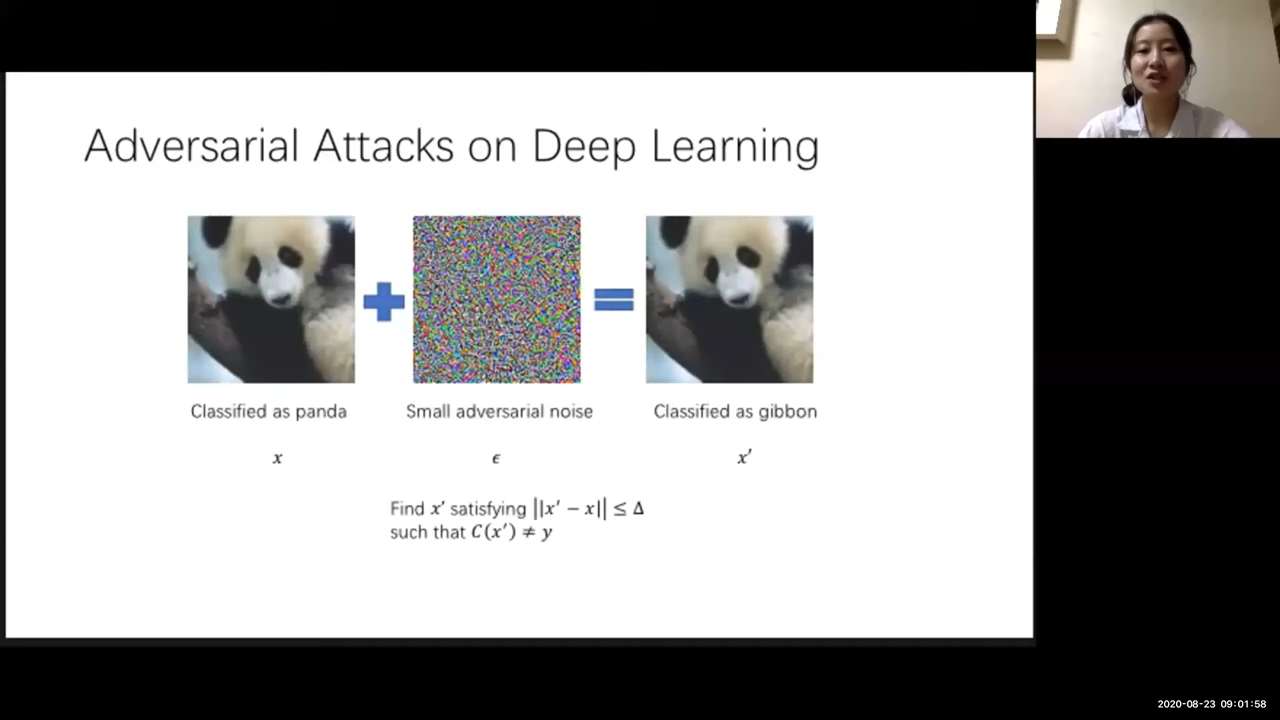 Adversarial Attacks on Deep Learning
Classified as panda
Small adversarial noise
Classified as gibbon
x
ϵ
x′
Find x′ satisfying ||x′ − x|| ≤ Δ
such that C(x′) ≠ y
2020-08-23 09:01:58